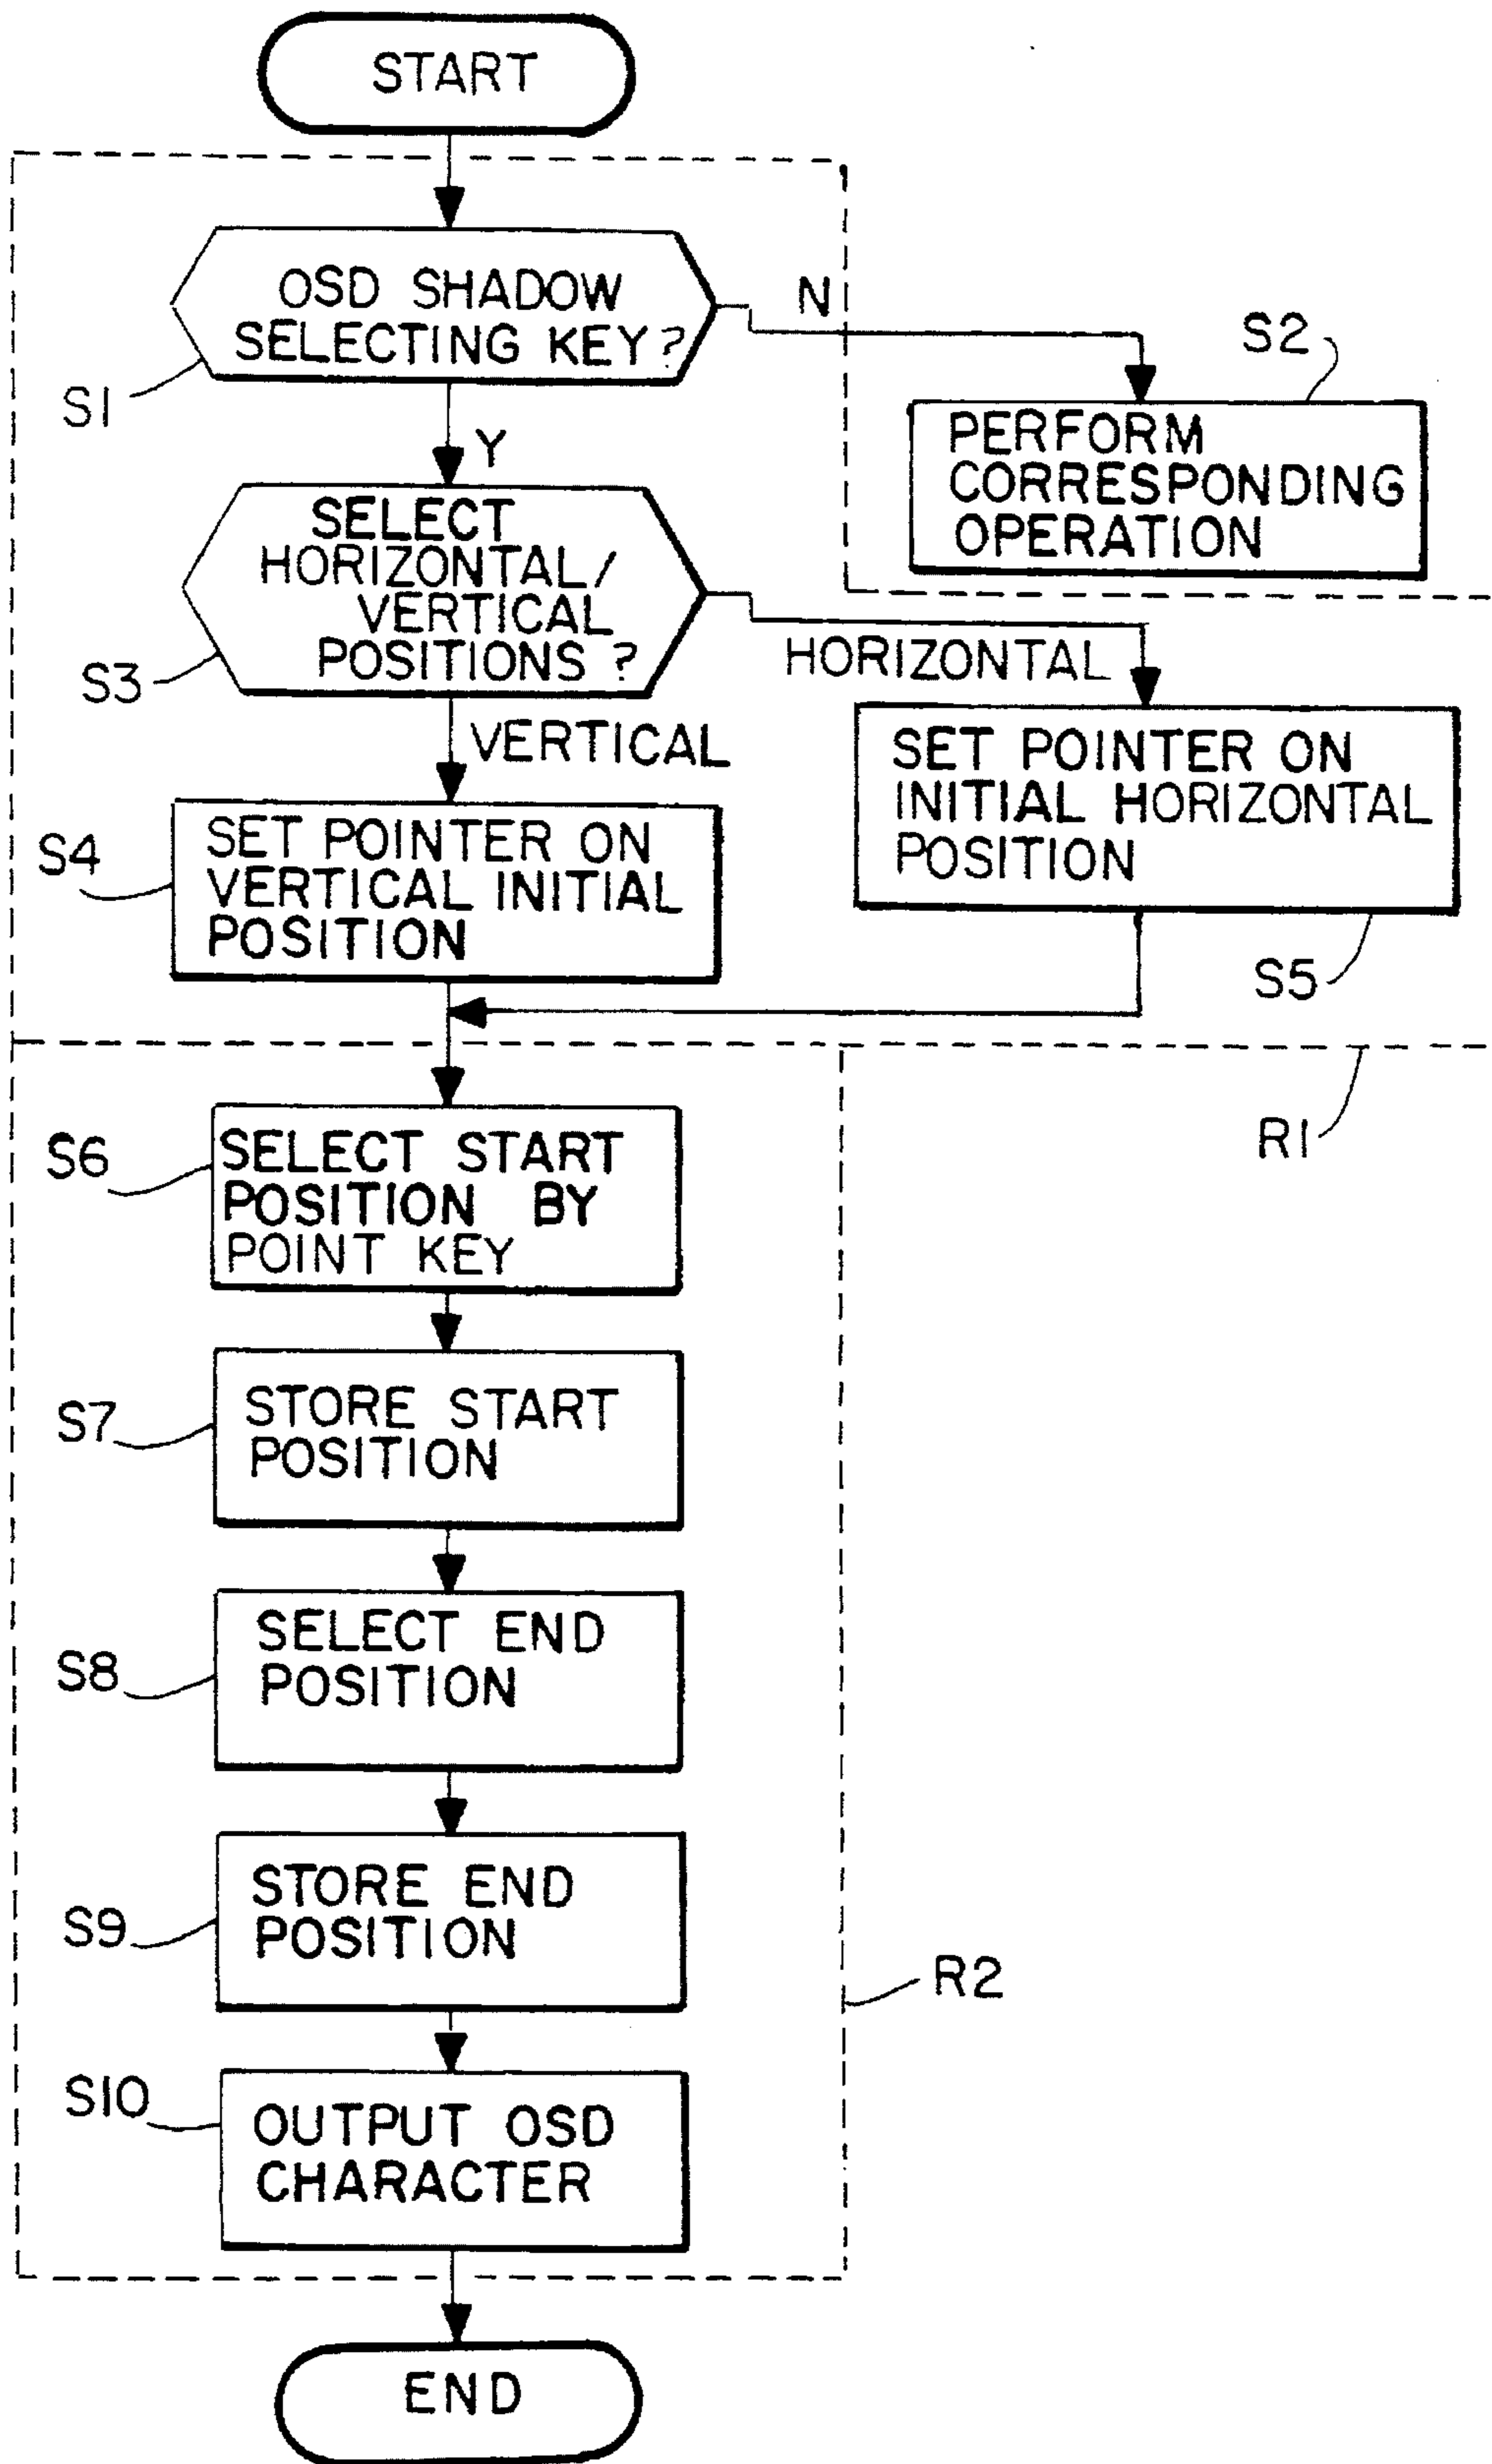 START
OSD SHADOW
SELECTING KEY?
N
S1
S2
PERFORM
CORRESPONDING
OPERATION
Y
SELECT
HORIZONTAL/
VERTICAL
POSITIONS ?
S3
HORIZONTAL
VERTICAL
SET POINTER ON
INITIAL HORIZONTAL
POSITION
S5
S4
SET POINTER ON
VERTICAL INITIAL
POSITION
R1
S6
SELECT START
POSITION BY
POINT KEY
S7
STORE START
POSITION
S8
SELECT END
POSITION
S9
STORE END
POSITION
R2
S10
OUTPUT OSD
CHARACTER
END